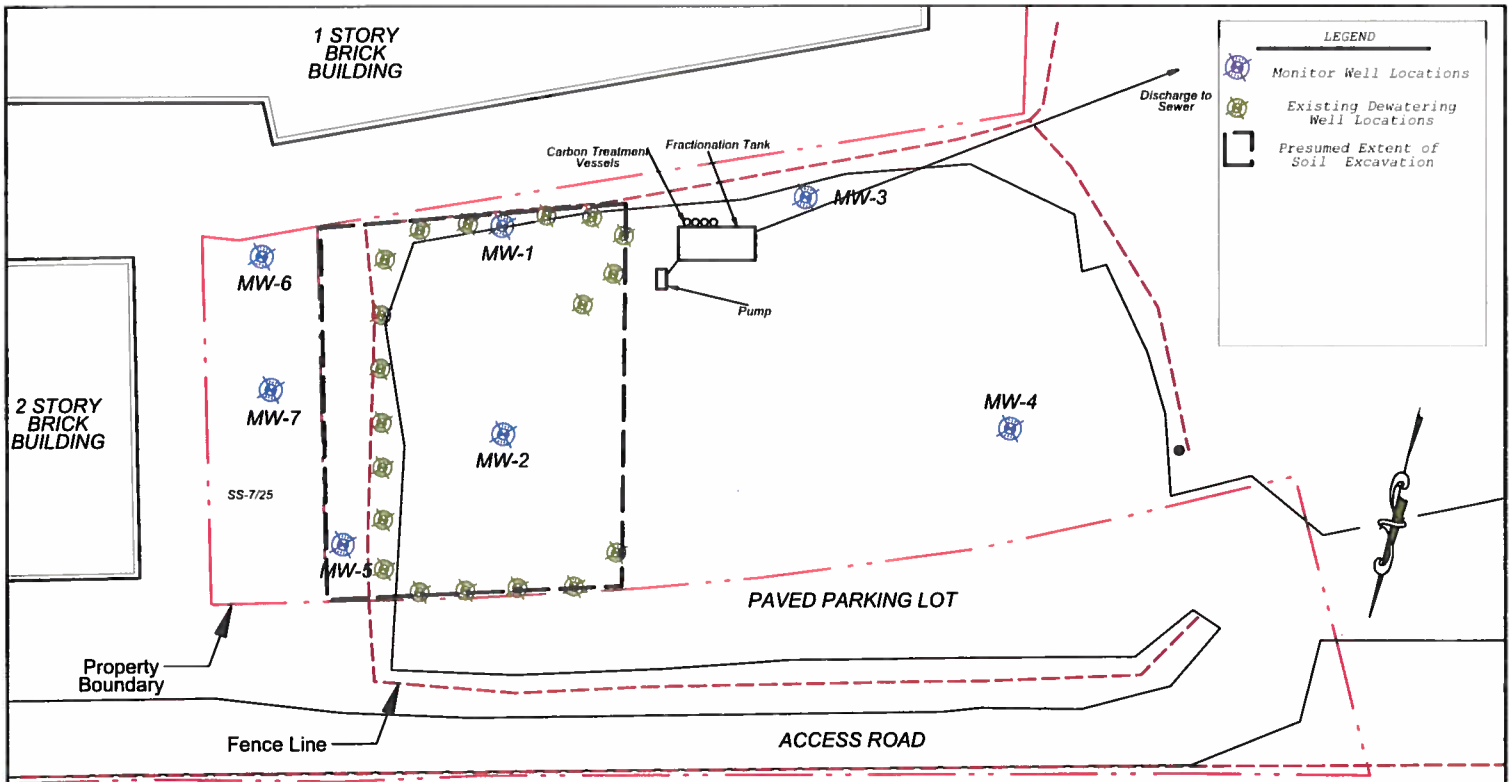 1 STORY
BRICK
BUILDING
LEGEND
Monitor Well Locations
Existing Dewatering
Well Locations
Presumed Extent of
Soil Excavation
Discharge to
Sewer
Carbon Treatment
Vessels
Fractionation Tank
MW-3
MW-1
MW-6
Pump
MW-7
MW-4
2 STORY
BRICK
BUILDING
MW-2
SS-7/25
MW-5
PAVED PARKING LOT
Property
Boundary
Fence Line
ACCESS ROAD